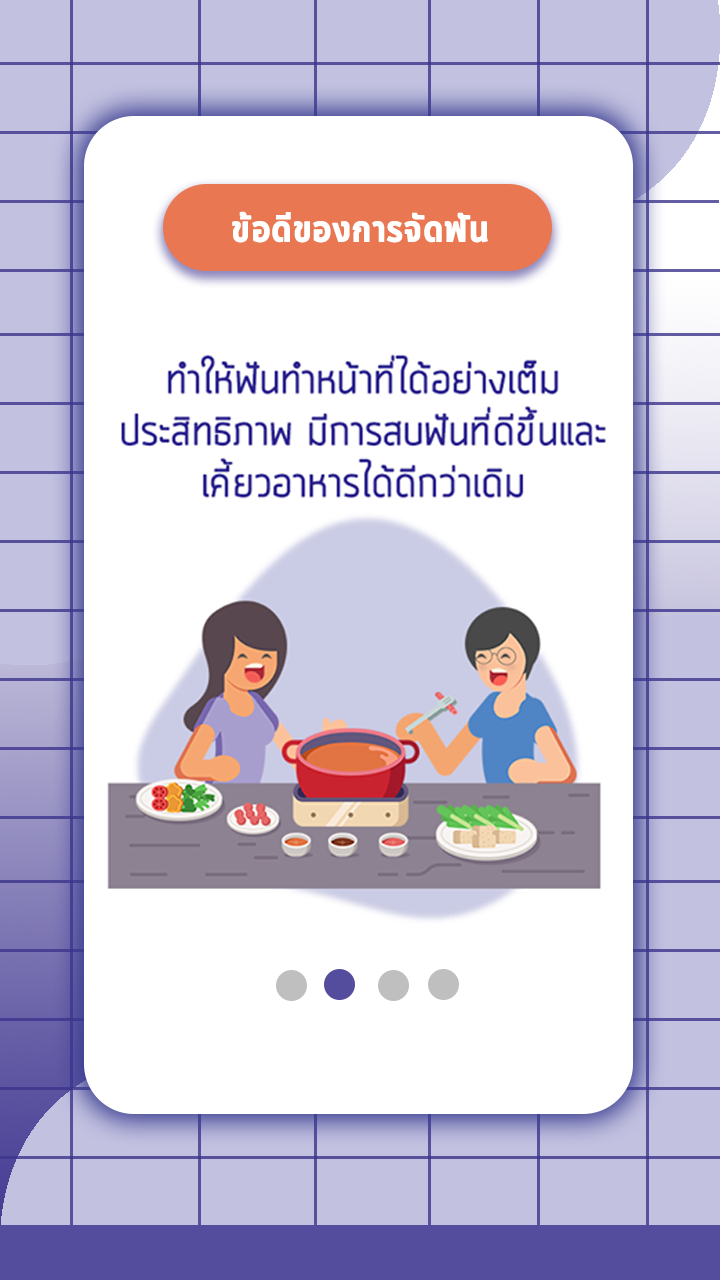 ข้อดีของการจัดฟัน
ทำให้ฟันทำหน้าที่ได้อย่างเต็ม
ประสิทธิภาพ มีการสบฟันที่ดีขึ้นและ
เคี้ยวอาหารได้ดีกว่าเดิม